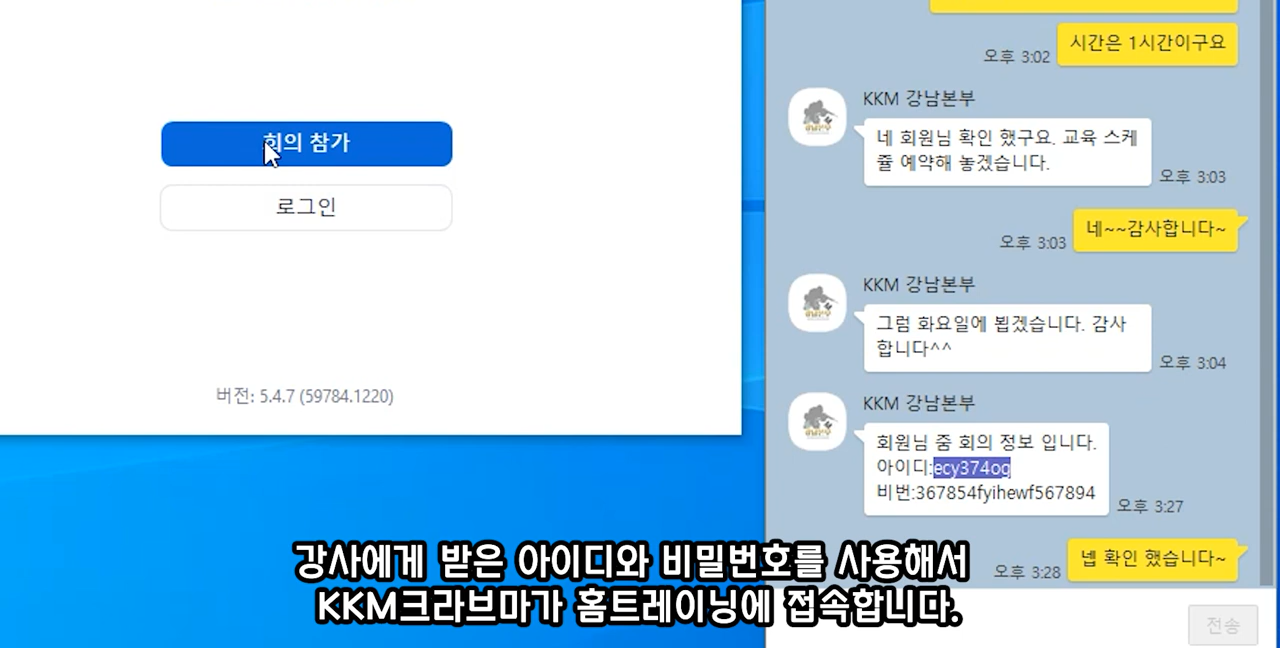 회의 참가
로그인
버전: 5.4.7 (59784.1220)
시간은 1시간이구요
오후 3:02
KKM 강남본부
네 회원님 확인 했구요. 교육 스케
쥴 예약해 놓겠습니다.
오후 3:03
네~~감사합니다~
오후 3:03
KKM 강남본부
그럼 화요일에 뵙겠습니다. 감사
합니다^^
오후 3:04
KKM 강남본부
회원님 줌 회의 정보 입니다.
아이디:ecy374og
비번:367854fyihewf567894
오후 3:27
넵 확인 했습니다~
오후 3:28
전송
강사에게 받은 아이디와 비밀번호를 사용해서
KKM크라브마가 홈트레이닝에 접속합니다.